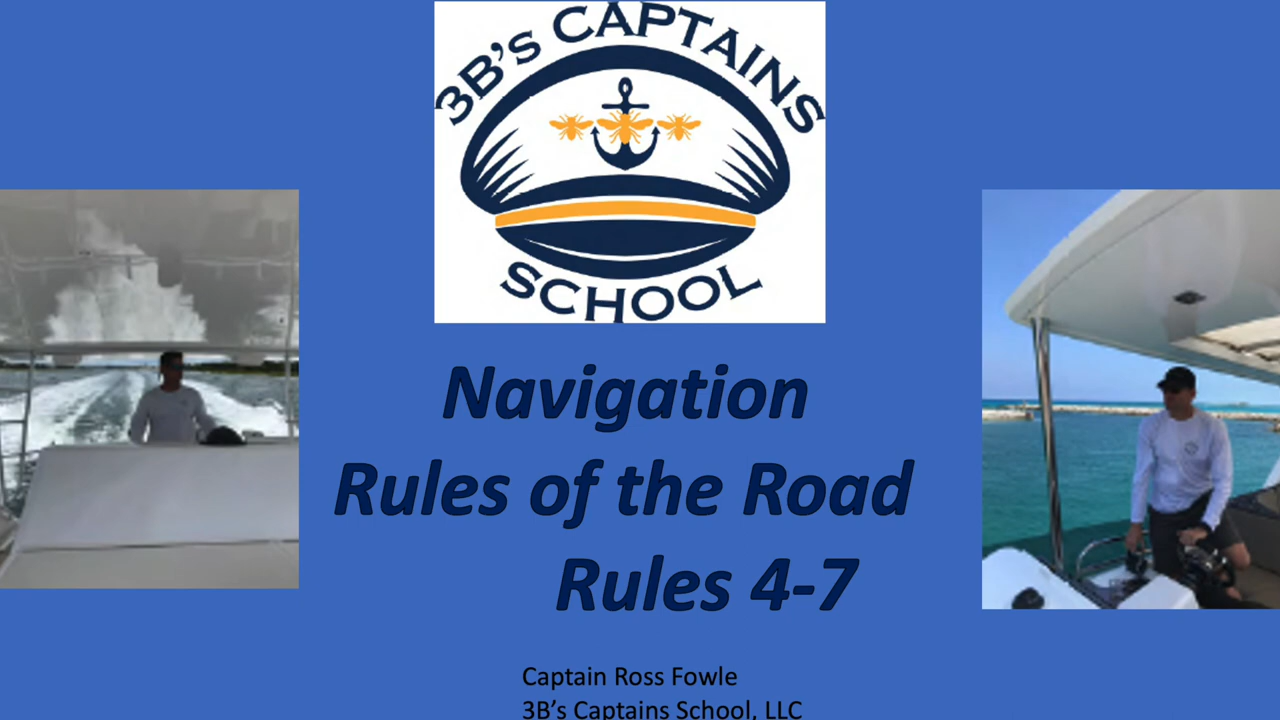 3B's CAPTAINS
SCHOOL
Navigation
Rules of the Road
Rules 4-7
Captain Ross Fowle
3B’s Captains School, LLC